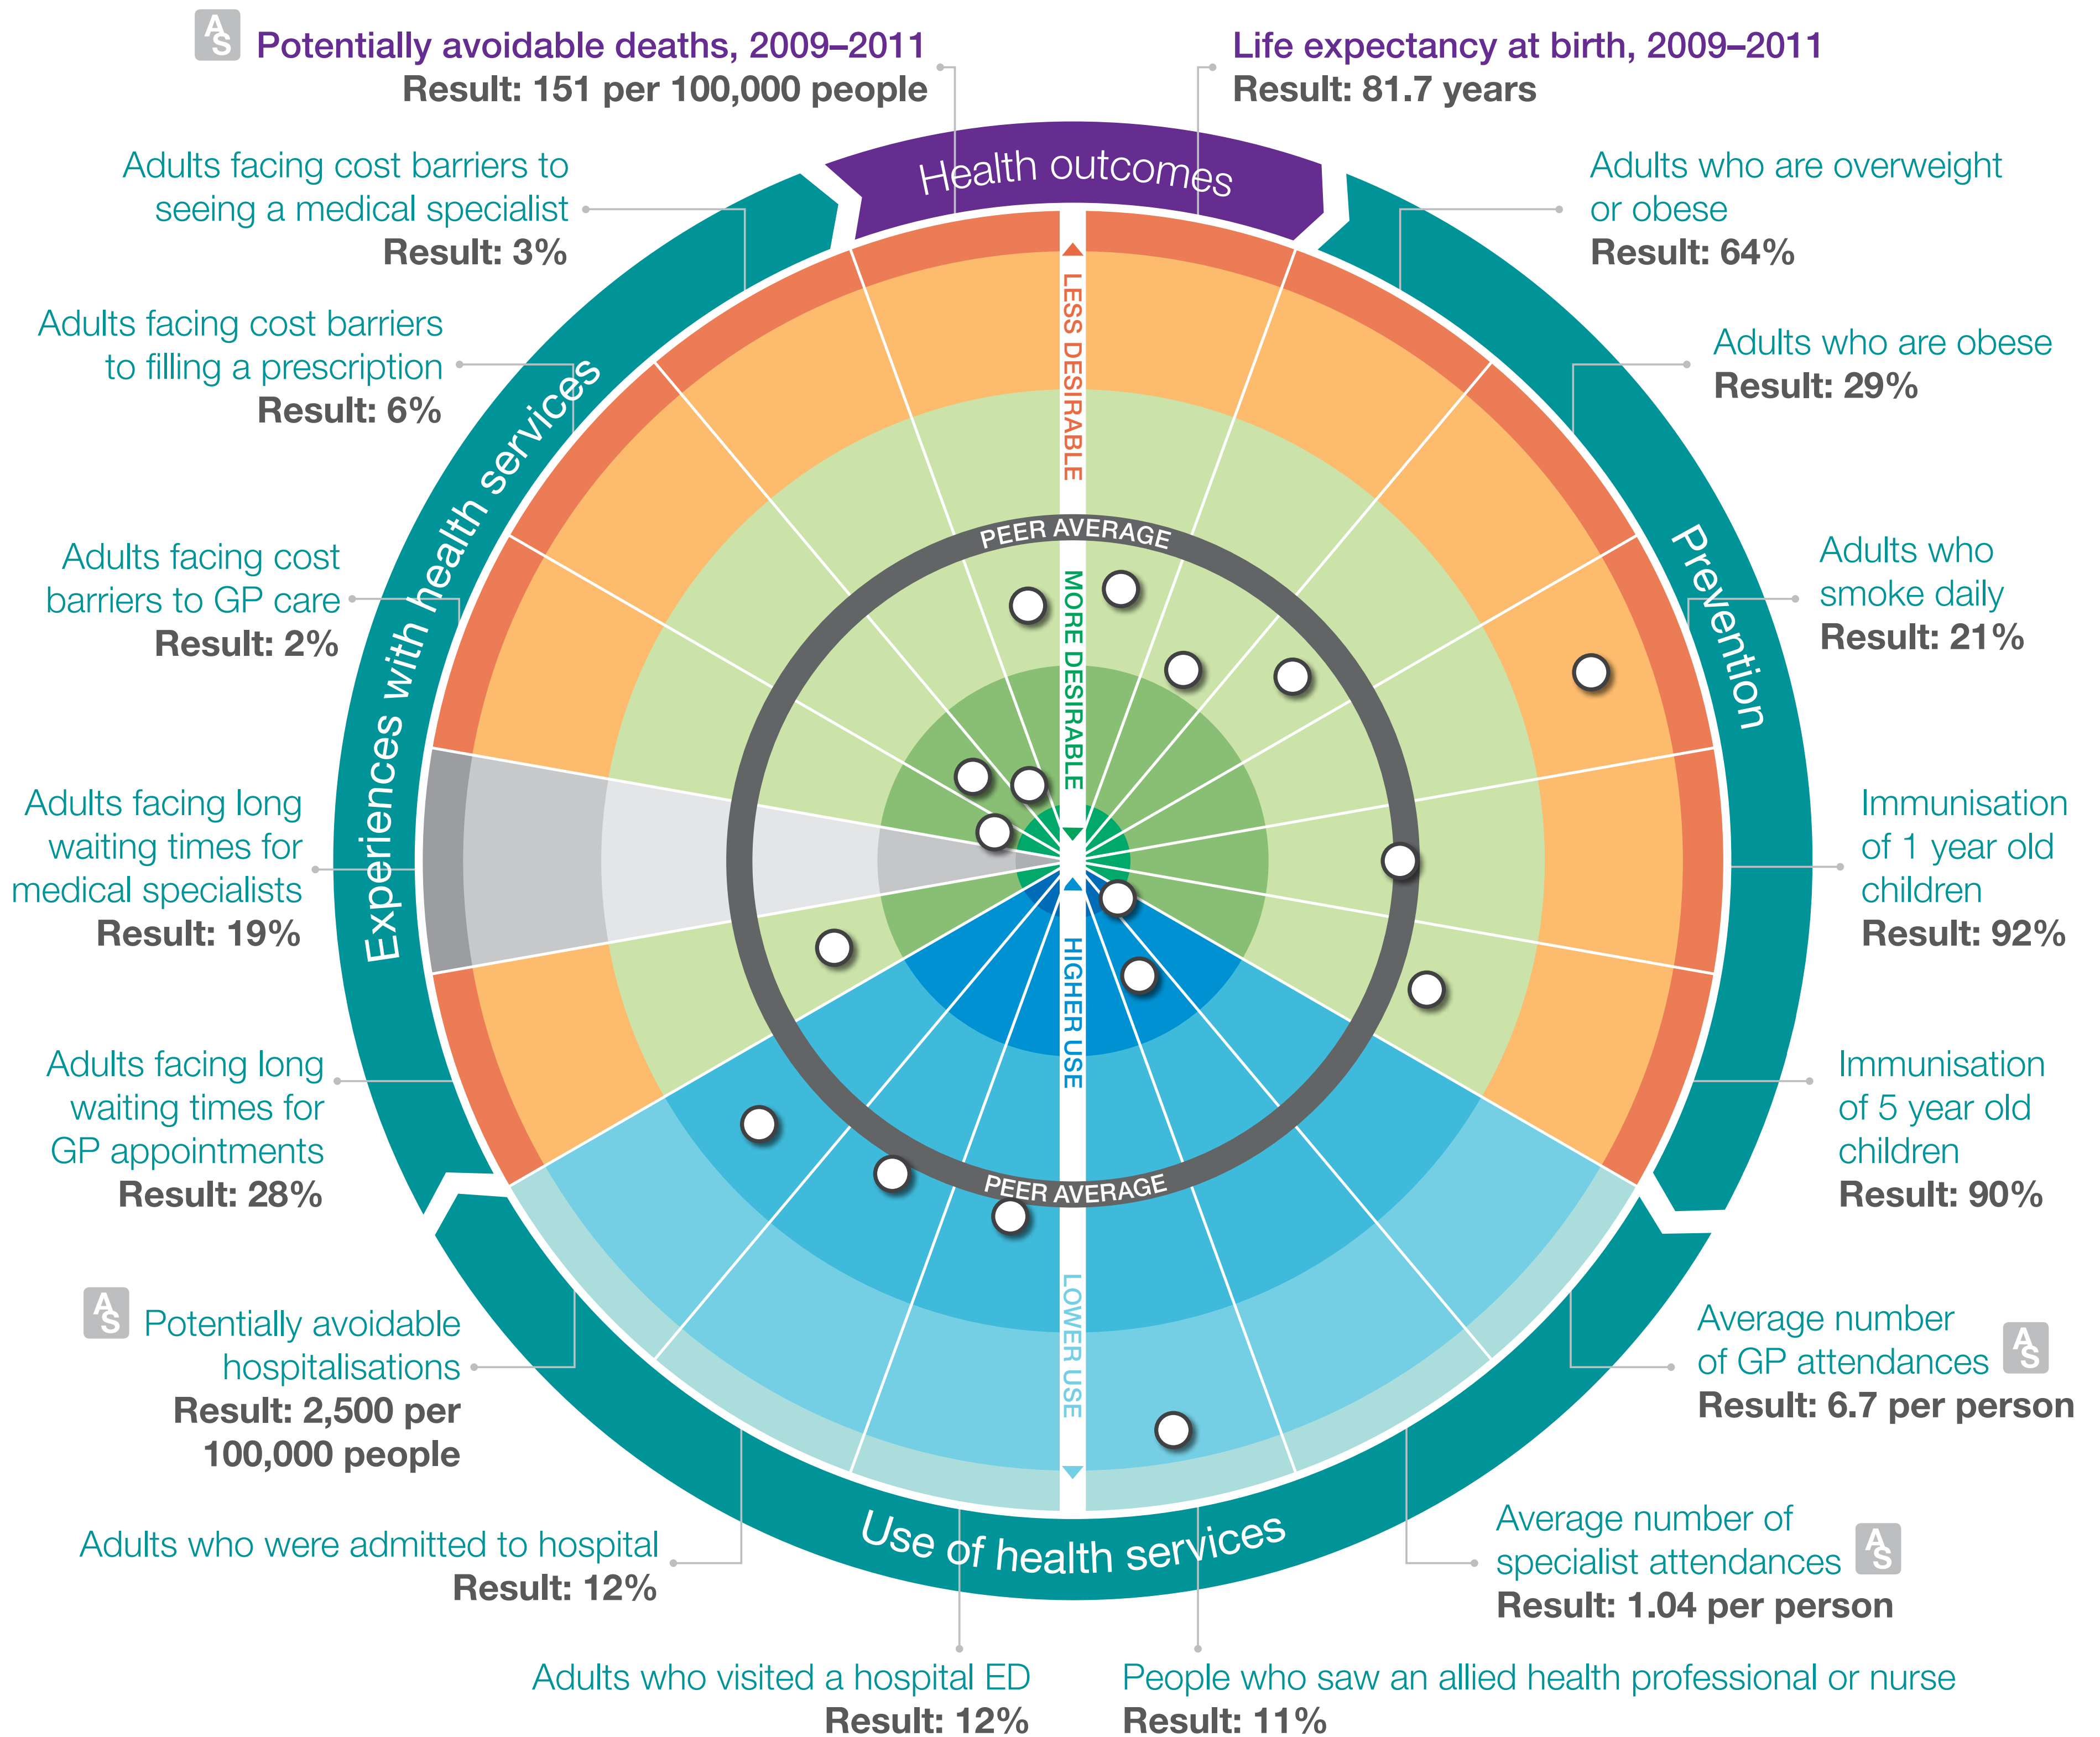 AS
Potentially avoidable deaths, 2009–2011
Result: 151 per 100,000 people
Life expectancy at birth, 2009–2011
Result: 81.7 years
Adults facing cost barriers to
seeing a medical specialist
Result: 3%
Adults who are overweight
or obese
Result: 64%
Adults facing cost barriers
to filling a prescription
Result: 6%
Adults who are obese
Result: 29%
Adults facing cost
barriers to GP care
Result: 2%
Adults who
smoke daily
Result: 21%
Adults facing long
waiting times for
medical specialists
Result: 19%
Immunisation
of 1 year old
children
Result: 92%
Adults facing long
waiting times for
GP appointments
Result: 28%
Immunisation
of 5 year old
children
Result: 90%
AS
Potentially avoidable
hospitalisations
Result: 2,500 per
100,000 people
Average number
of GP attendances
AS
Result: 6.7 per person
Adults who were admitted to hospital
Result: 12%
Average number of
specialist attendances
AS
Result: 1.04 per person
Adults who visited a hospital ED
Result: 12%
People who saw an allied health professional or nurse
Result: 11%
Health outcomes
Prevention
Use of health services
Experiences with health services
LESS DESIRABLE
PEER AVERAGE
MORE DESIRABLE
HIGHER USE
PEER AVERAGE
LOWER USE